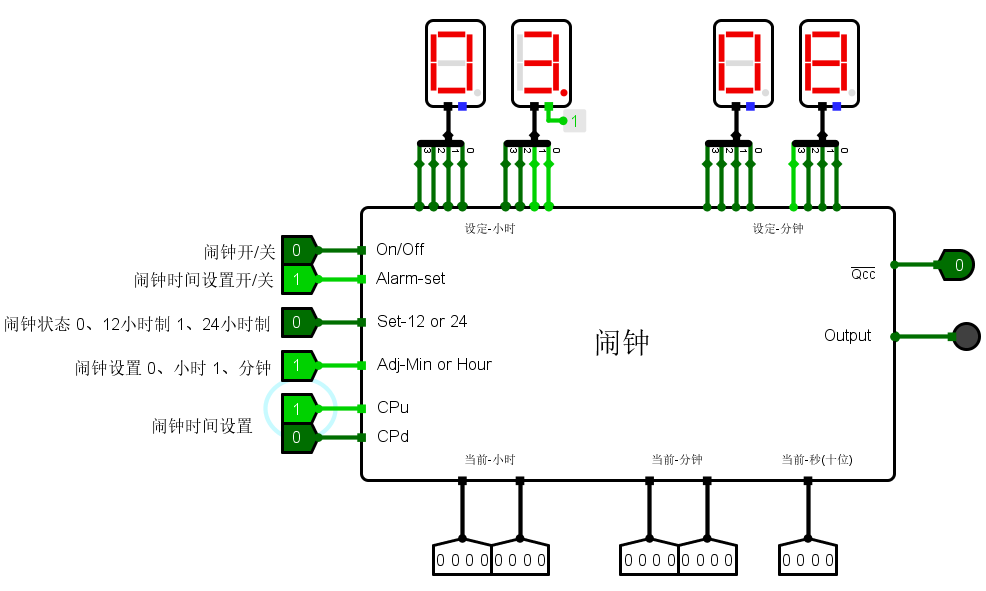 1
3 2 1 0
3 2 1 0
3 2 1 0
3 2 1 0
设定-小时
设定-分钟
闹钟开/关
0
On/Off
闹钟时间设置开/关
1
Alarm-set
Qcc
0
闹钟状态 0、12小时制 1、24小时制
0
Set-12 or 24
闹钟
Output
闹钟设置 0、小时 1、分钟
1
Adj-Min or Hour
闹钟时间设置
1
CPu
0
CPd
当前-小时
当前-分钟
当前-秒(十位)
0 0 0 0
0 0 0 0
0 0 0 0
0 0 0 0
0 0 0 0